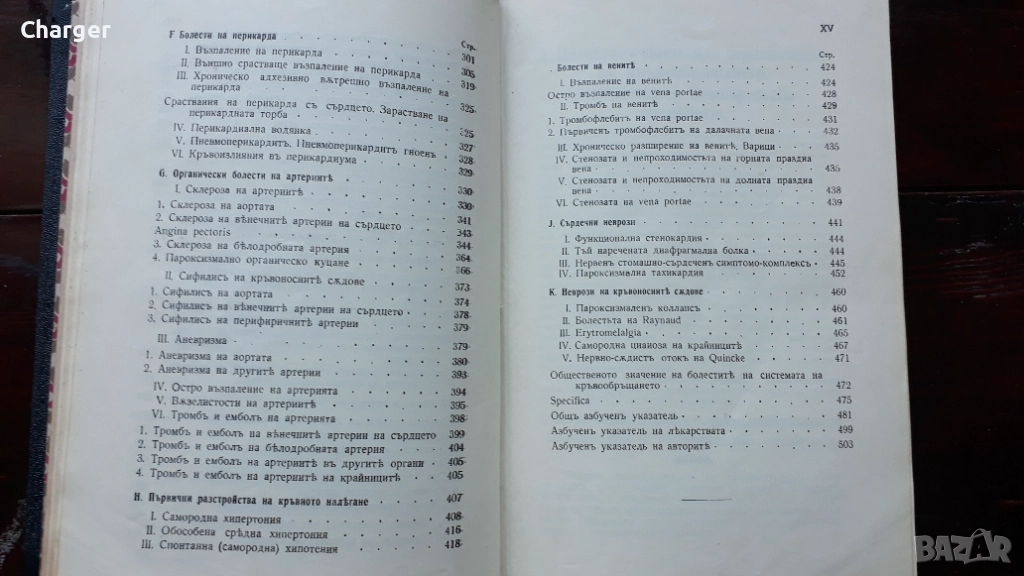 Charger
Стр.
F Болести на перикарда 301
I. Възпаление на перикарда 305
II. Външно срастваще възпаление на перикарда 319
III. Хроническо адхезивно вѫтрешно възпаление на
перикарда 325
Сраствания на перикарда съ сърдцето. Зарастване на
перикардната торба 325
IV. Перикардиална водянка 327
V. Пневмоперикардитъ. Пневмоперикардитъ гноенъ 328
VI. Кръвоизлияния въ перикардиума 329
G. Органически болести на артериитѣ 330
I. Склероза на артериитѣ 330
1. Склероза на аортата 341
2. Склероза на вѣнечнитѣ артерии на сърдцето 343
Angina pectoris 344
3. Склероза на бѣлодробната артерия 364
4. Пароксизмално органическо куцане 366
II. Сифилисъ на кръвоноснитѣ сѫдове 373
1. Сифилисъ на аортата 374
2. Сифилисъ на вѣнечнитѣ артерии на сърдцето 378
3. Сифилисъ на перифиричнитѣ артерии 379
III. Аневризма 379
1. Аневризма на аортата 380
2. Аневризма на другитѣ артерии 393
IV. Остро възпаление на артерията 394
V. Вѫзелистости на артериитѣ 395
VI. Тромбъ и емболъ на артерията 398
1. Тромбъ и емболъ на вѣнечнитѣ артерии на сърдцето 399
2. Тромбъ и емболъ на бѣлодробната артерия 404
3. Тромбъ и емболъ на артериитѣ въ другитѣ органи 405
4. Тромбъ и емболъ на артериитѣ на крайницитѣ 405
H. Първични разстройства на кръвното налѣгане 407
I. Самородна хипертония 408
II. Обособена срѣдна хипертония 416
III. Спонтанна (самородна) хипотения 418
XV
Стр.
Болести на венитѣ 424
I. Възпаление на венитѣ 424
Остро възпаление на vena portae 428
II. Тромбъ на венитѣ 429
1. Тромбофлебитъ на vena portae 431
2. Първиченъ тромбофлебитъ на далачната вена 432
III. Хроническо разширение на венитѣ, Варици 435
IV. Стенозата и непроходимостьта на горната праздна
вена 435
V. Стенозата и непроходимостьта на долната праздна
вена 438
VI. Стенозата на vena portae 439
J. Сърдечни неврози 441
I. Функционална стенокардия 444
II. Тъй наречената диафрагмална болка 444
III. Нервенъ стомашно-сърдеченъ симптомо-комплексъ 445
IV. Пароксимална тахикардия 452
K. Неврози на кръвоноснитѣ сѫдове 460
I. Пароксизмаленъ коллапсъ 460
II. Болестьта на Raynaud 461
III. Erytromelalgia 465
IV. Самородна цианоза на крайницитѣ 467
V. Нервно-сѫдистъ отокъ на Quincke 471
Общественото значение на болеститѣ на системата на
кръвообръщането 472
Specifica 475
Общъ азбученъ указатель 481
Азбученъ указатель на лѣкарствата 499
Азбученъ указатель на авторитѣ 503
BAZAR